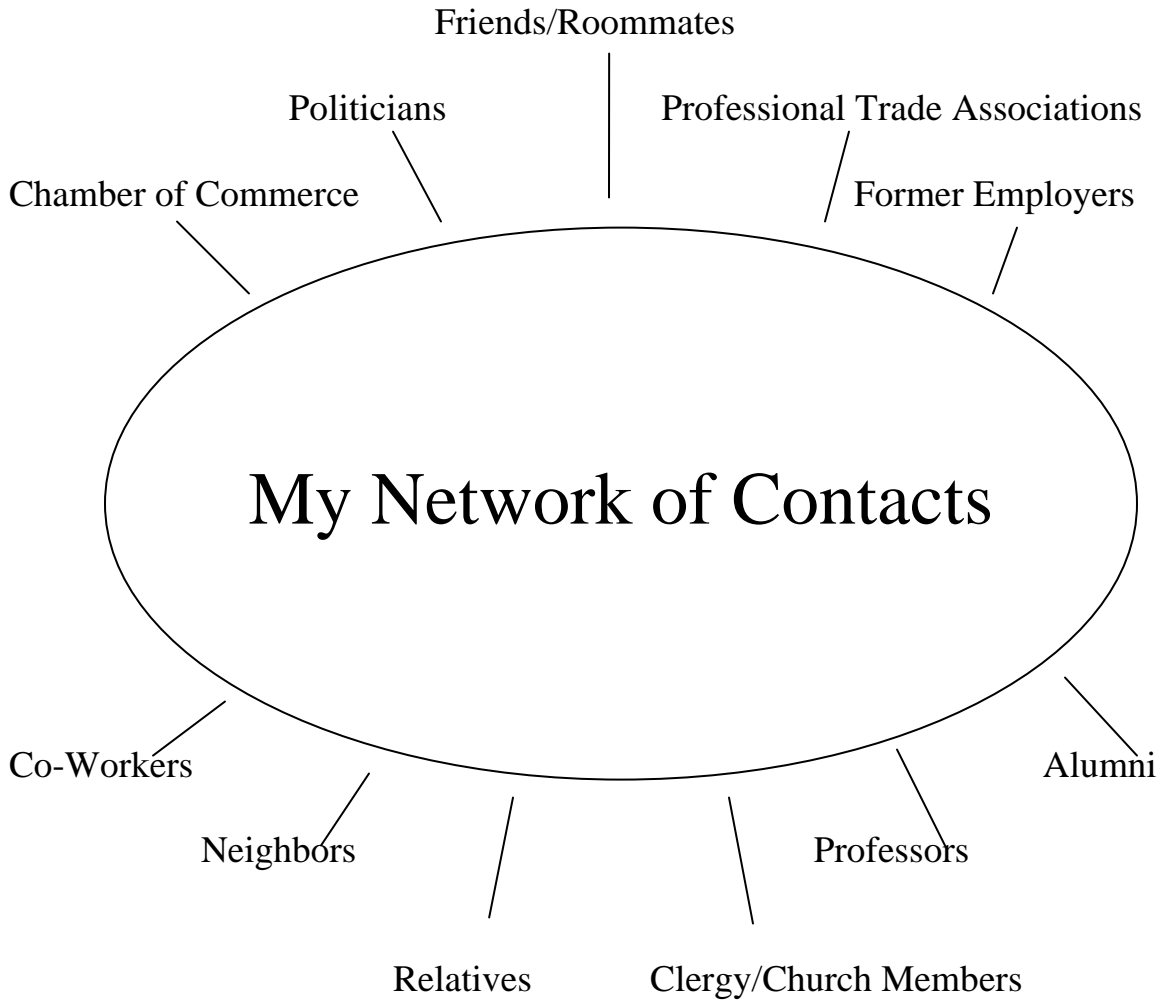 Friends/Roommates
Politicians
Professional Trade Associations
Chamber of Commerce
Former Employers
My Network of Contacts
Co-Workers
Alumni
Neighbors
Professors
Relatives
Clergy/Church Members